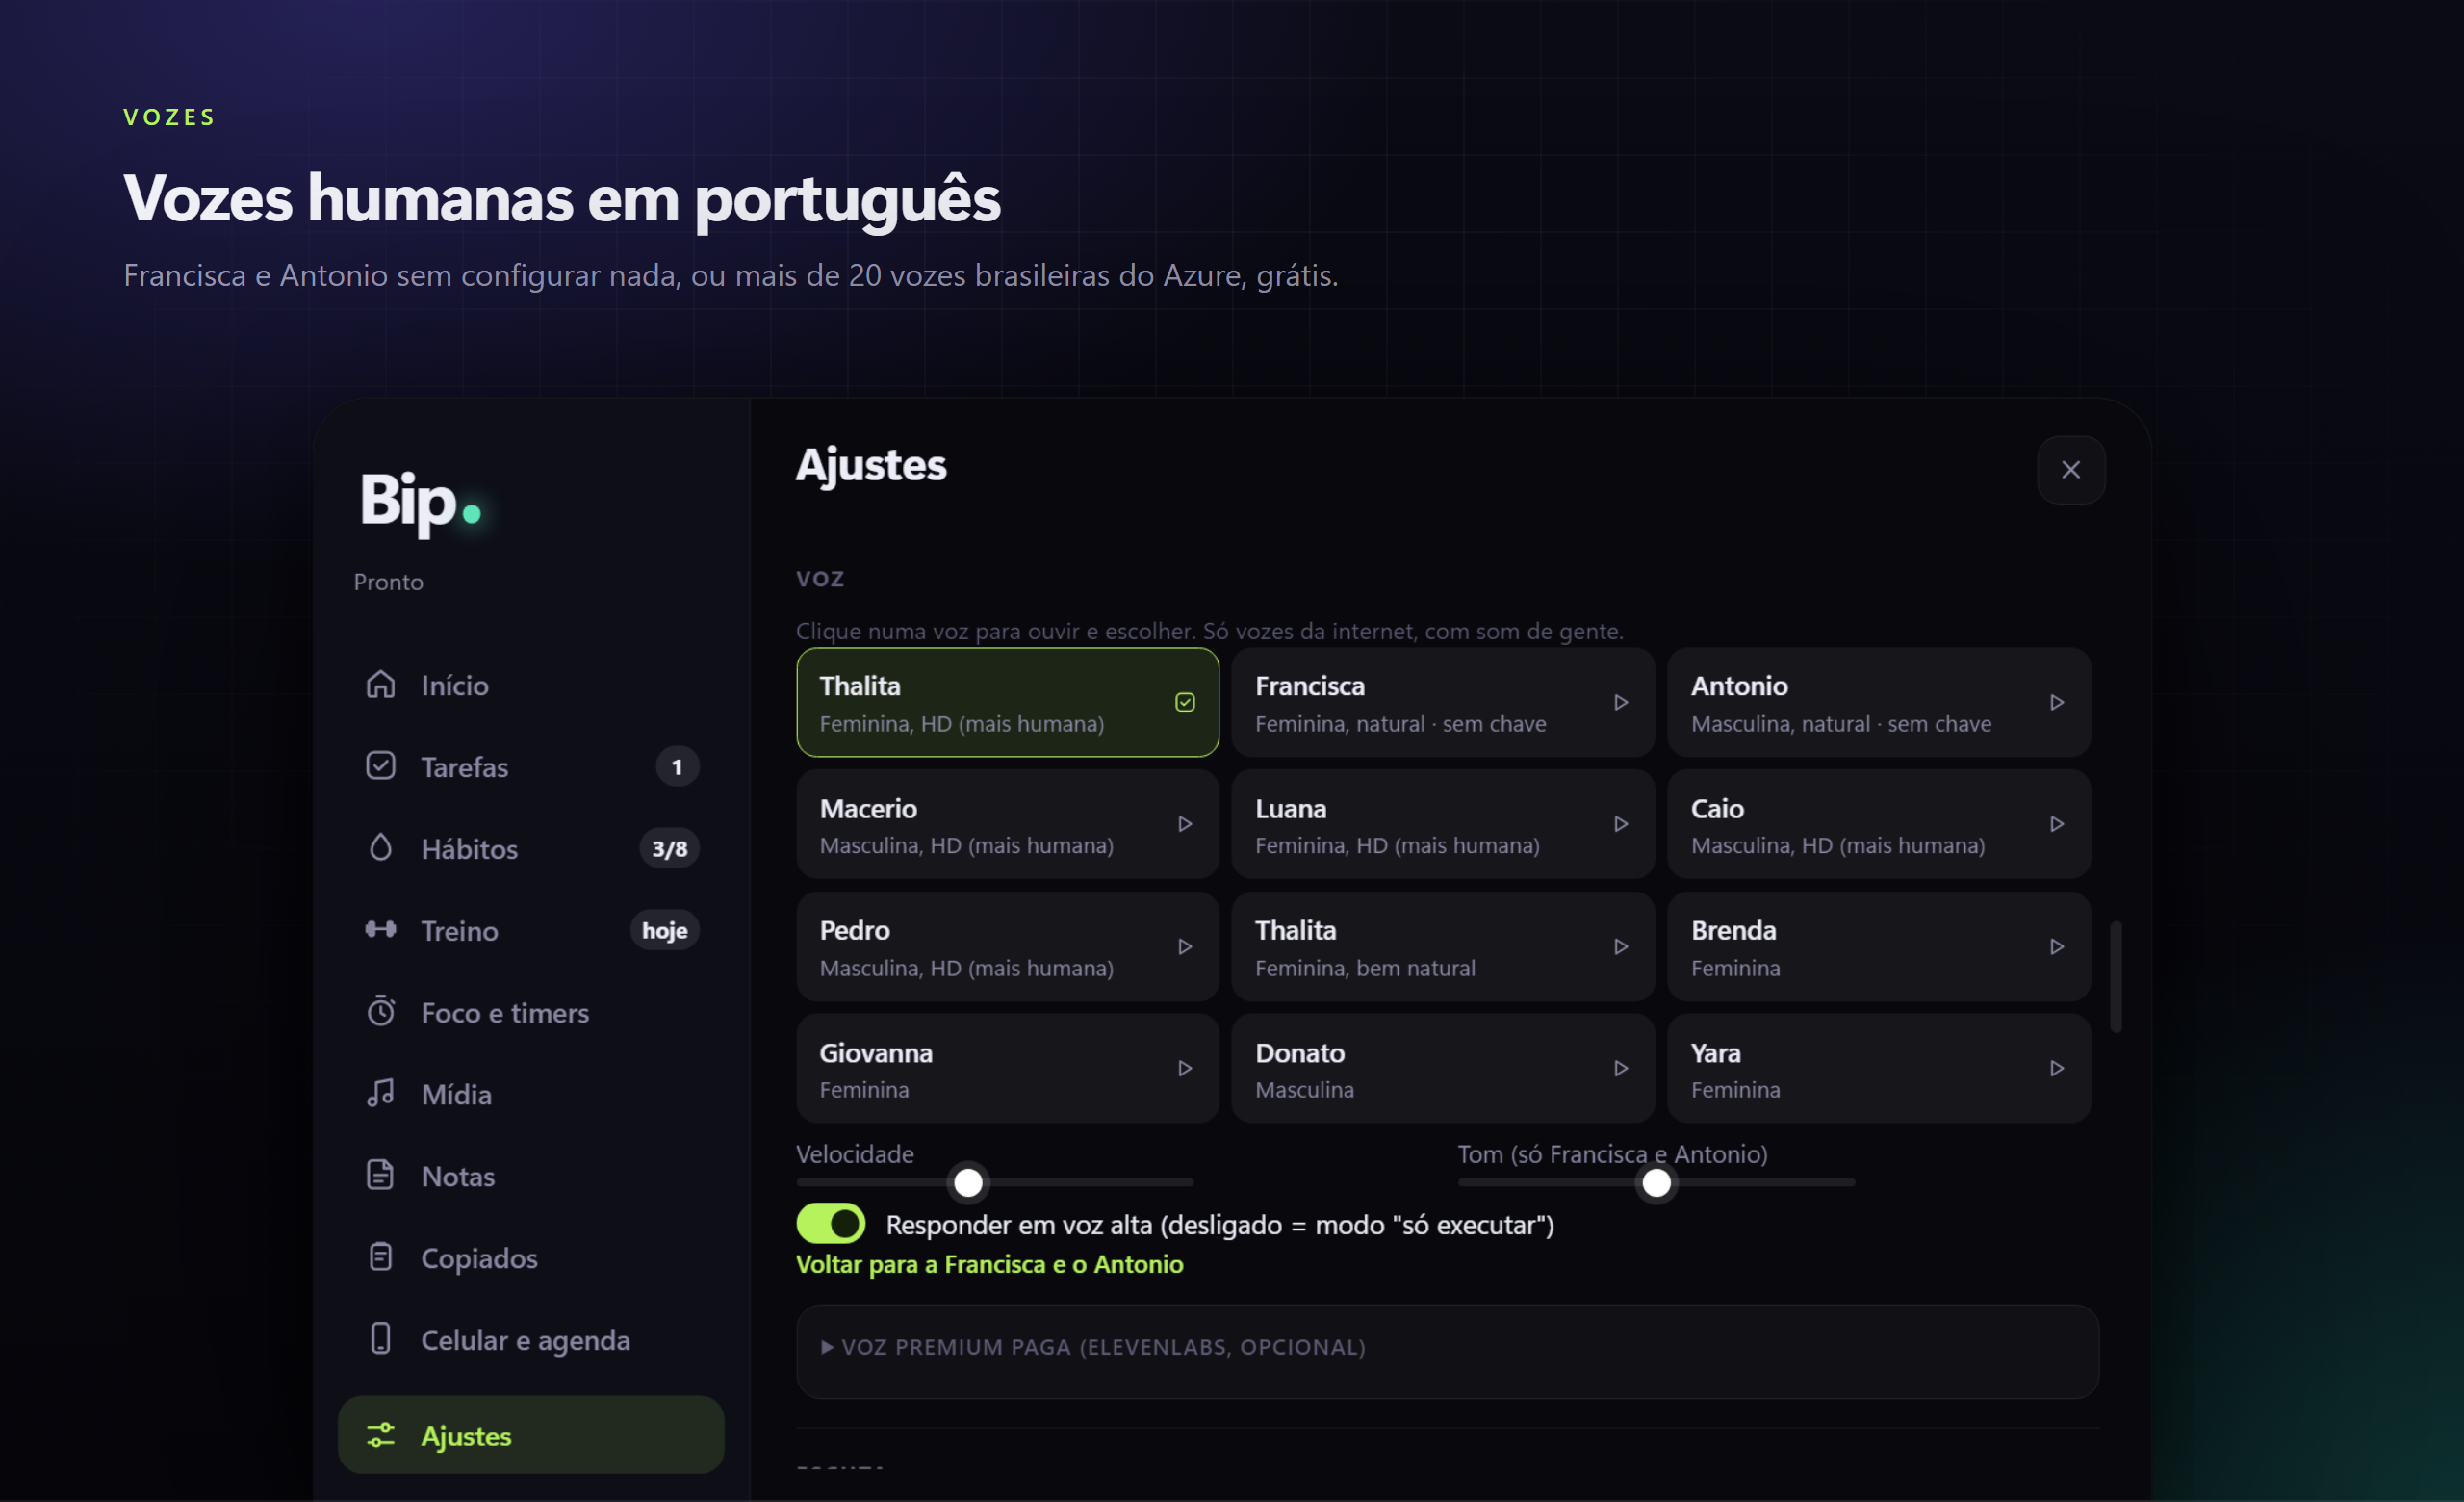 VOZES
Vozes humanas em português
Francisca e Antonio sem configurar nada, ou mais de 20 vozes brasileiras do Azure, grátis.
Bip.
Pronto
Início
Tarefas 1
Hábitos 3/8
Treino hoje
Foco e timers
Mídia
Notas
Copiados
Celular e agenda
Ajustes
Ajustes
VOZ
Clique numa voz para ouvir e escolher. Só vozes da internet, com som de gente.
Thalita
Feminina, HD (mais humana)
Francisca
Feminina, natural · sem chave
Antonio
Masculina, natural · sem chave
Macerio
Masculina, HD (mais humana)
Luana
Feminina, HD (mais humana)
Caio
Masculina, HD (mais humana)
Pedro
Masculina, HD (mais humana)
Thalita
Feminina, bem natural
Brenda
Feminina
Giovanna
Feminina
Donato
Masculina
Yara
Feminina
Velocidade
Tom (só Francisca e Antonio)
Responder em voz alta (desligado = modo "só executar")
Voltar para a Francisca e o Antonio
VOZ PREMIUM PAGA (ELEVENLABS, OPCIONAL)